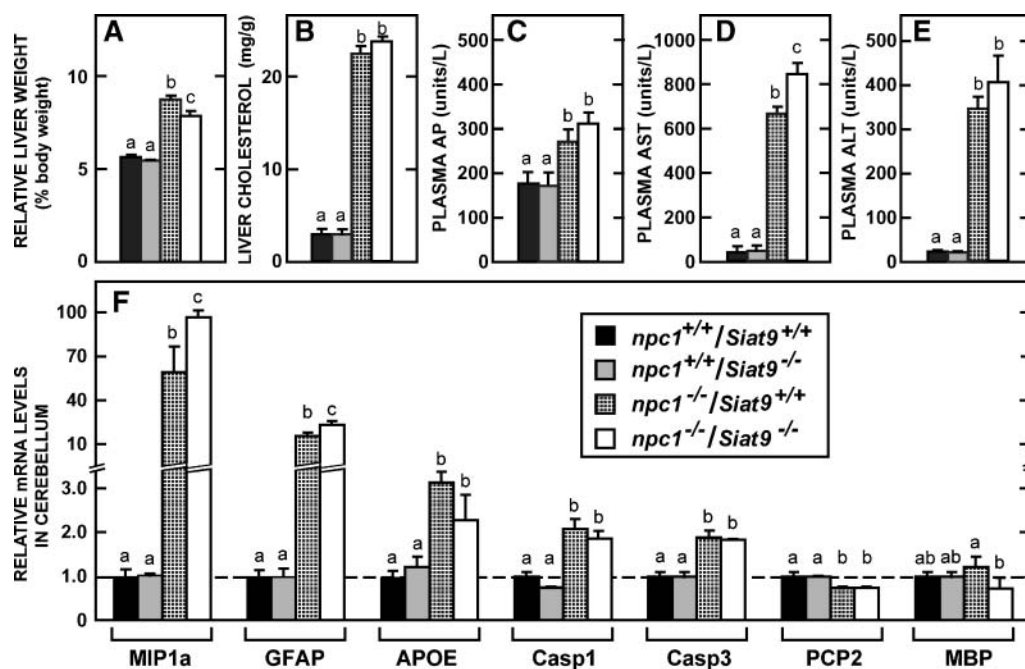 A
B
C
D
E
RELATIVE LIVER WEIGHT
(% body weight)
10
5
0
a a b c
LIVER CHOLESTEROL (mg/g)
20
10
0
a a b b
PLASMA AP (units/L)
500
400
300
200
100
0
a a b b
PLASMA AST (units/L)
1000
800
600
400
200
0
a a b c
PLASMA ALT (units/L)
500
400
300
200
100
0
a a b b
F
RELATIVE mRNA LEVELS
IN CEREBELLUM
100
70
40
10
3.0
2.0
1.0
0
npc1+/+/Siat9+/+
npc1+/+/Siat9-/-
npc1-/-/Siat9+/+
npc1-/-/Siat9-/-
a a b c
a a b c
a a b b
a a b b
a a b b
a a b b
ab ab a b
MIP1a GFAP APOE Casp1 Casp3 PCP2 MBP